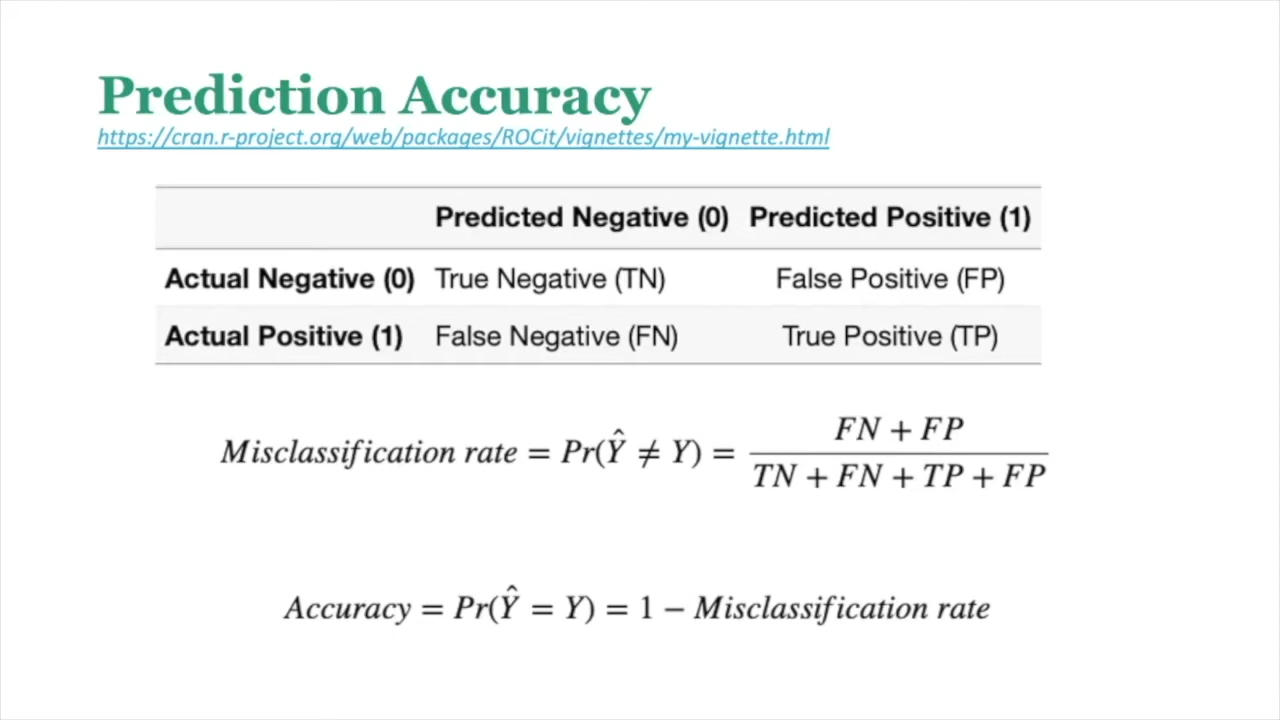 Prediction Accuracy
https://cran.r-project.org/web/packages/ROCit/vignettes/my-vignette.html
Predicted Negative (0) Predicted Positive (1)
Actual Negative (0) True Negative (TN) False Positive (FP)
Actual Positive (1) False Negative (FN) True Positive (TP)
Misclassification rate = Pr(Ŷ ≠ Y) = (FN + FP) / (TN + FN + TP + FP)
Accuracy = Pr(Ŷ = Y) = 1 − Misclassification rate